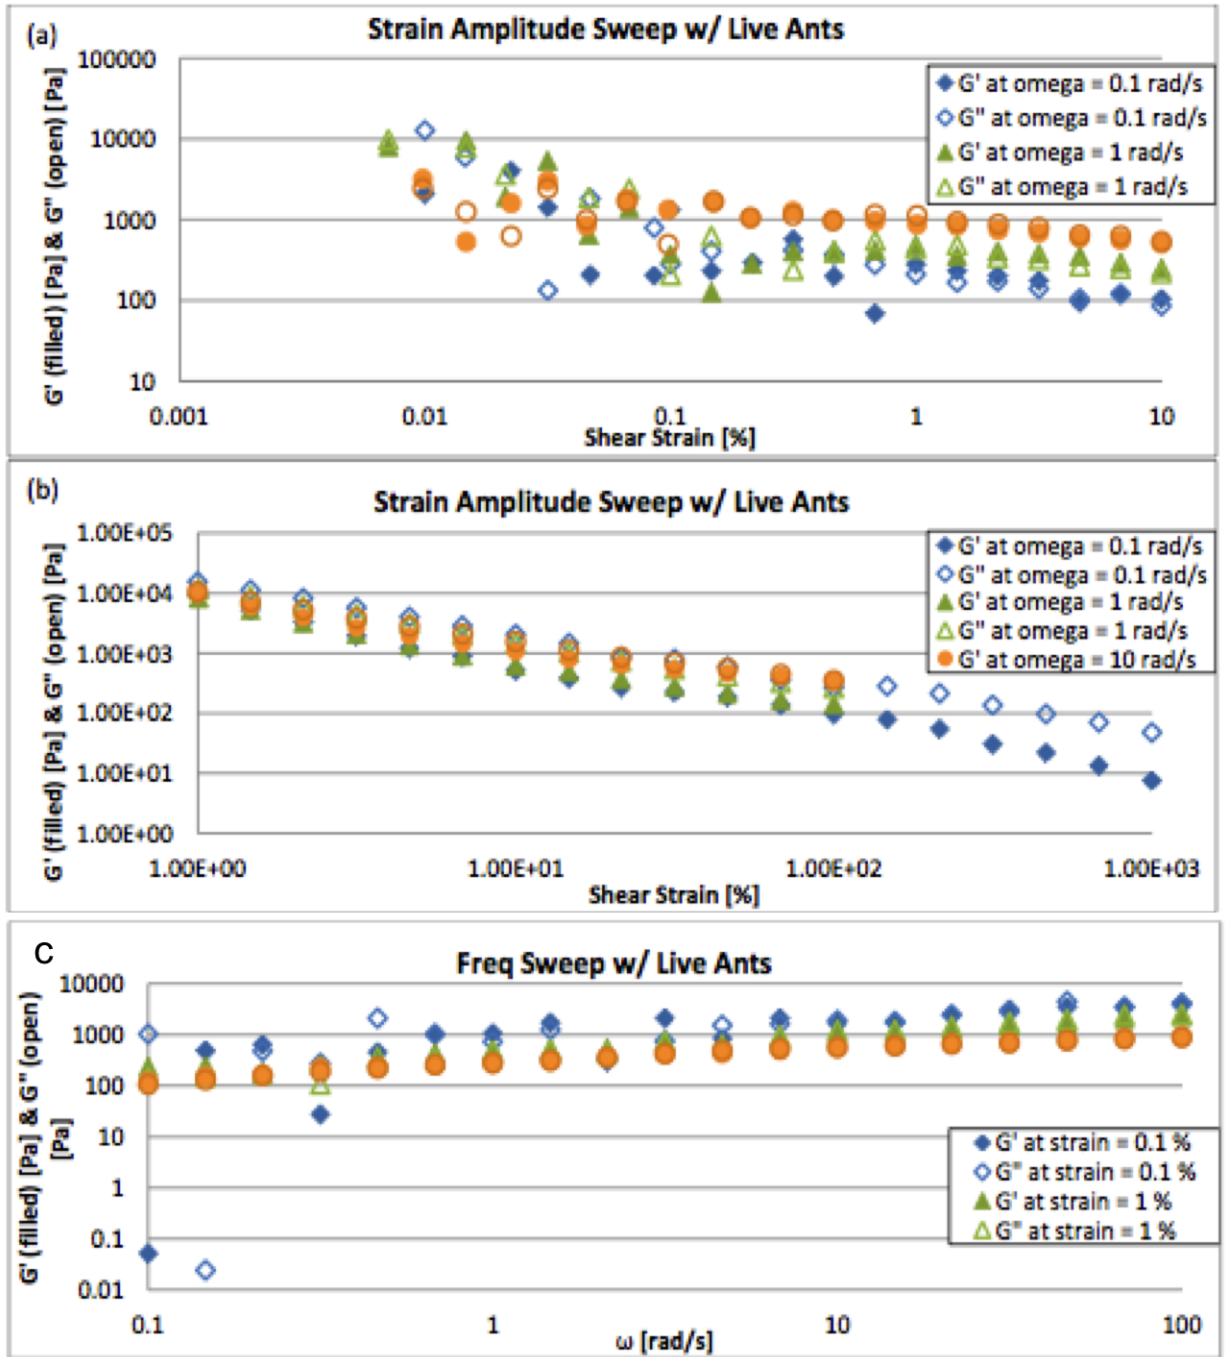 (a)
Strain Amplitude Sweep w/ Live Ants
G' (filled) [Pa] & G" (open) [Pa]
100000
10000
1000
100
10
0.001 0.01 0.1 1 10
Shear Strain [%]
G' at omega = 0.1 rad/s
G" at omega = 0.1 rad/s
G' at omega = 1 rad/s
G" at omega = 1 rad/s
(b)
Strain Amplitude Sweep w/ Live Ants
G' (filled) [Pa] & G" (open) [Pa]
1.00E+05
1.00E+04
1.00E+03
1.00E+02
1.00E+01
1.00E+00
1.00E+00 1.00E+01 1.00E+02 1.00E+03
Shear Strain [%]
G' at omega = 0.1 rad/s
G" at omega = 0.1 rad/s
G' at omega = 1 rad/s
G" at omega = 1 rad/s
G' at omega = 10 rad/s
C
Freq Sweep w/ Live Ants
G' (filled) [Pa] & G" (open)
[Pa]
10000
1000
100
10
1
0.1
0.01
0.1 1 10 100
ω [rad/s]
G' at strain = 0.1 %
G" at strain = 0.1 %
G' at strain = 1 %
G" at strain = 1 %